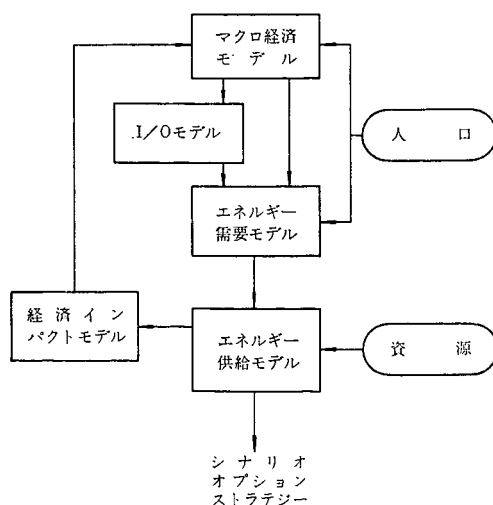 マクロ経済
モデル
.I/Oモデル
人口
エネルギー
需要モデル
経済イン
パクトモデル
エネルギー
供給モデル
資源
シナリオ
オプション
ストラテジー